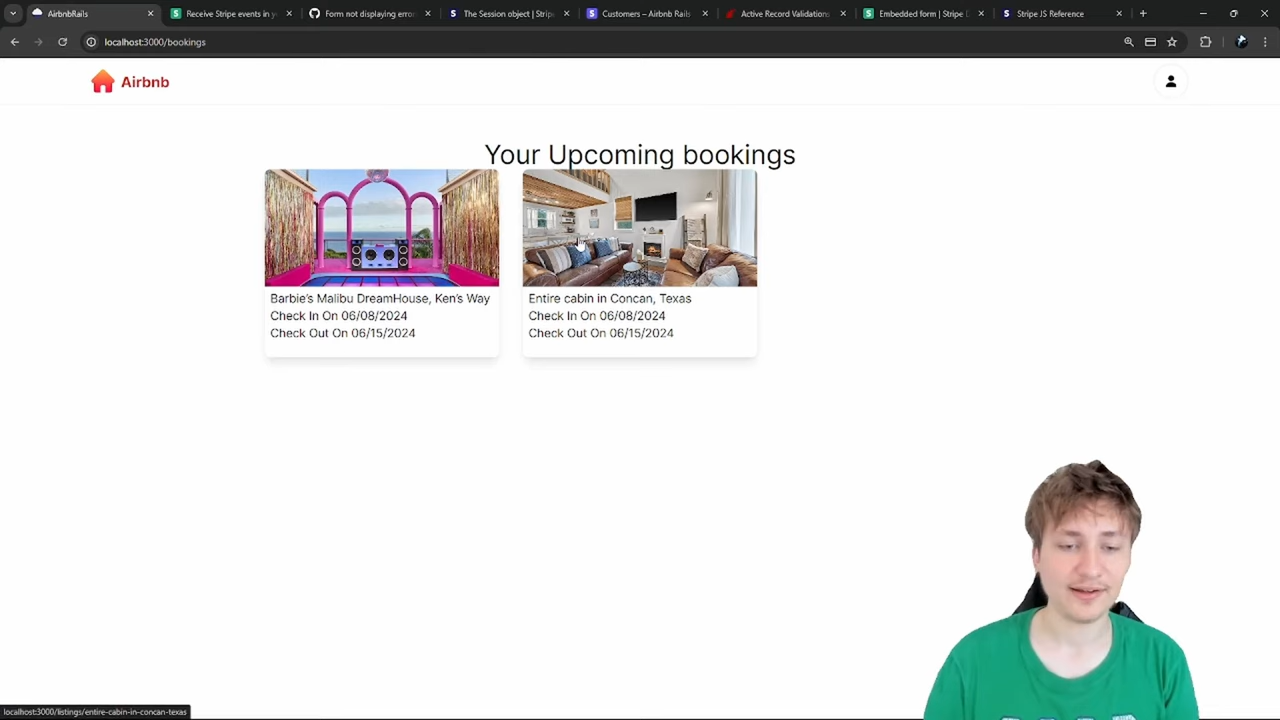 AirbnbRails
Receive Stripe events in y
Form not displaying error
The Session object | Stripe
Customers – Airbnb Rails
Active Record Validations
Embedded form | Stripe D
Stripe JS Reference
localhost:3000/bookings
Airbnb
Your Upcoming bookings
Barbie's Malibu DreamHouse, Ken's Way
Check In On 06/08/2024
Check Out On 06/15/2024
Entire cabin in Concan, Texas
Check In On 06/08/2024
Check Out On 06/15/2024
localhost:3000/listings/entire-cabin-in-concan-texas